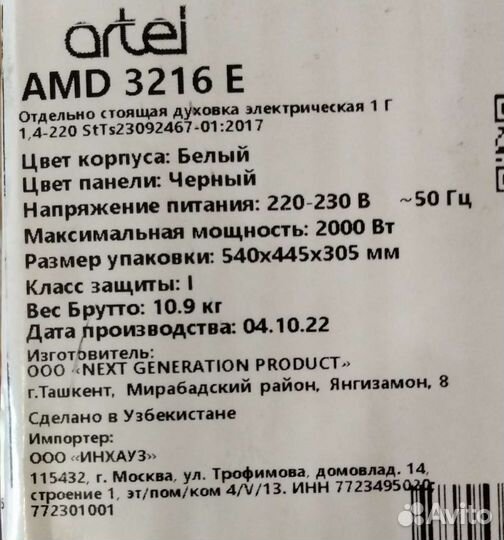 artel
AMD 3216 E
Отдельно стоящая духовка электрическая 1 Г
1,4-220 StTs23092467-01:2017
Цвет корпуса: Белый
Цвет панели: Черный
Напряжение питания: 220-230 В ~50 Гц
Максимальная мощность: 2000 Вт
Размер упаковки: 540x445x305 мм
Класс защиты: I
Вес Брутто: 10.9 кг
Дата производства: 04.10.22
Изготовитель:
ООО «NEXT GENERATION PRODUCT»
г.Ташкент, Мирабадский район, Янгизамон, 8
Сделано в Узбекистане
Импортер:
ООО «ИНХАУЗ»
115432, г. Москва, ул. Трофимова, домовлад. 14,
строение 1, эт/пом/ком 4/V/13. ИНН 7723495020
772301001
Avito